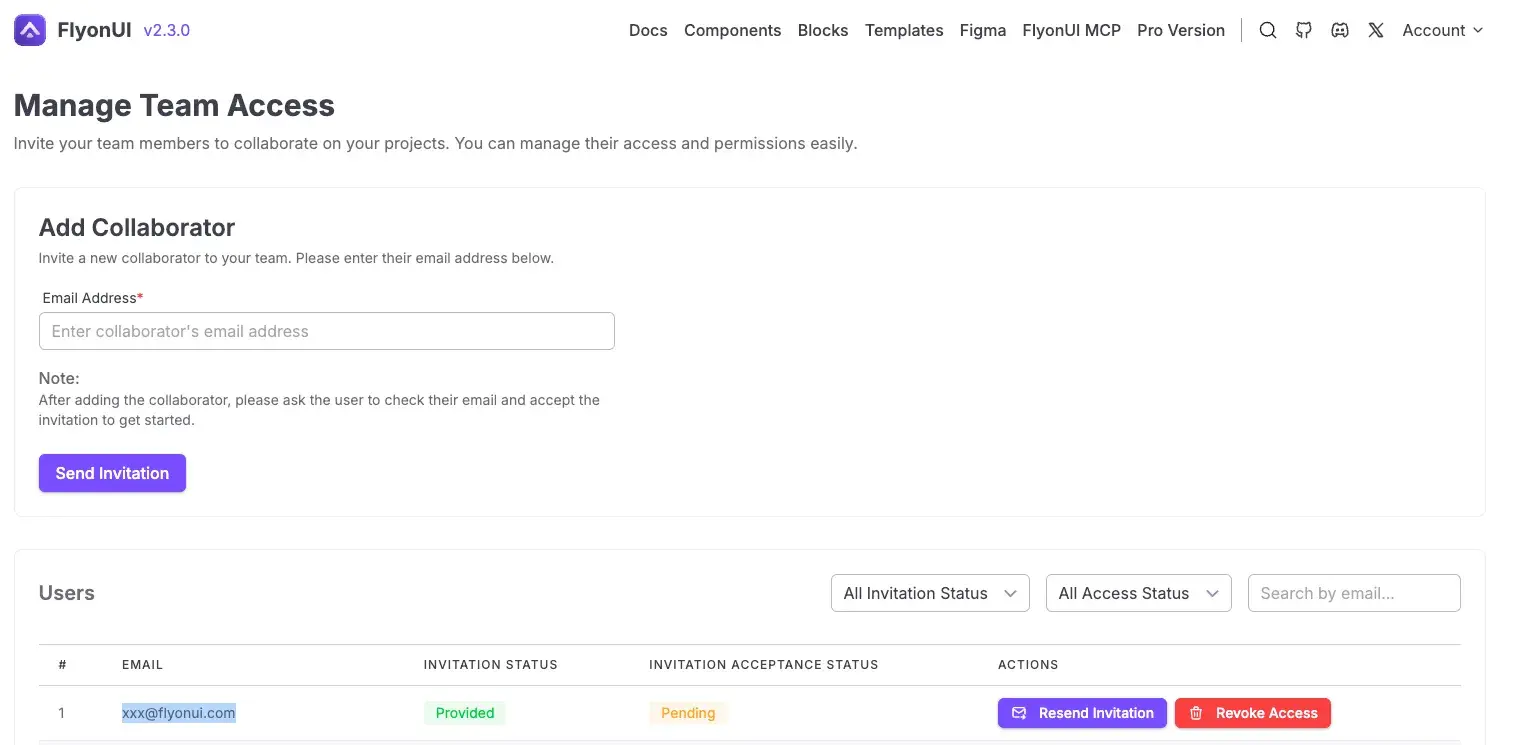 FlyonUI v2.3.0 Docs Components Blocks Templates Figma FlyonUI MCP Pro Version Account
Manage Team Access
Invite your team members to collaborate on your projects. You can manage their access and permissions easily.
Add Collaborator
Invite a new collaborator to your team. Please enter their email address below.
Email Address*
Enter collaborator's email address
Note:
After adding the collaborator, please ask the user to check their email and accept the
invitation to get started.
Send Invitation
Users All Invitation Status All Access Status Search by email...
# EMAIL INVITATION STATUS INVITATION ACCEPTANCE STATUS ACTIONS
1 xxx@flyonui.com Provided Pending Resend Invitation Revoke Access